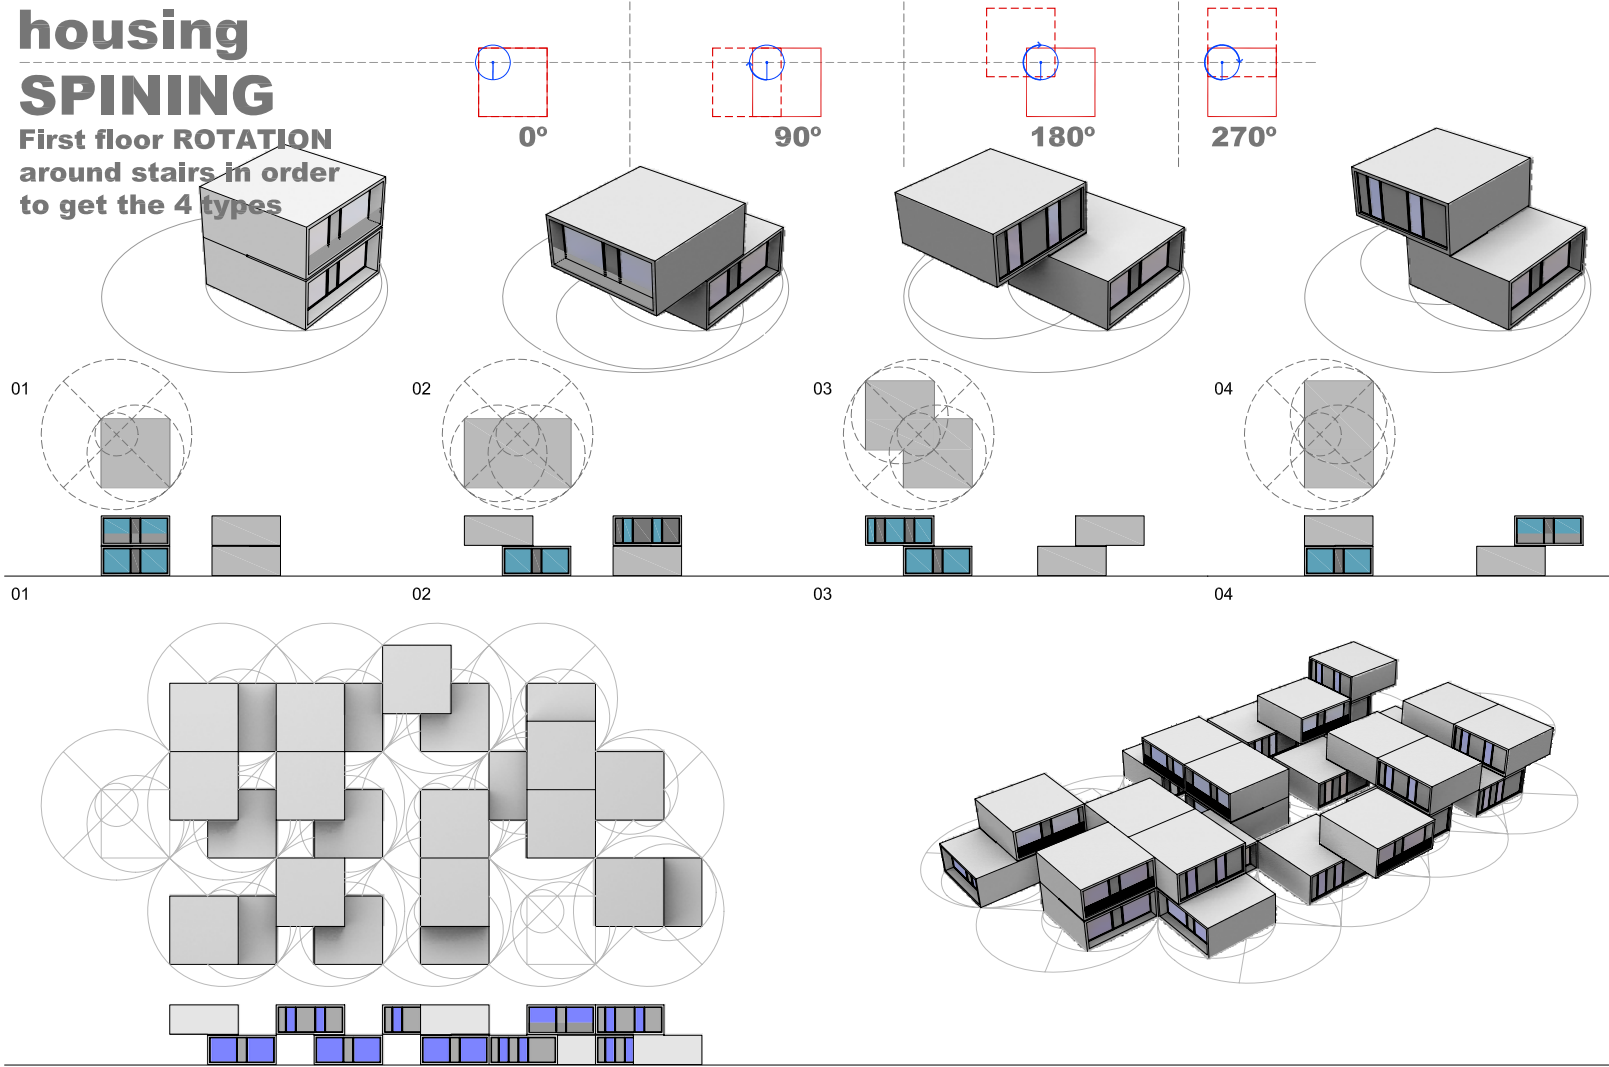 housing
SPINING
First floor ROTATION
around stairs in order
to get the 4 types
0º
90º
180º
270º
01
02
03
04
01
02
03
04